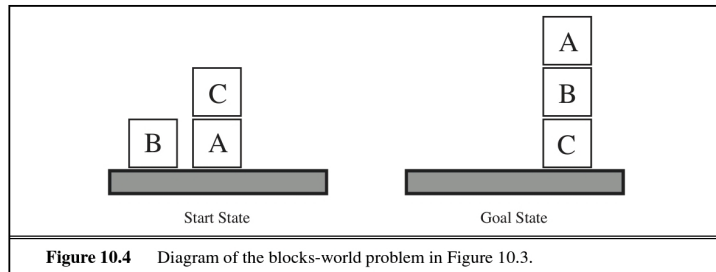 A
C
B
B
A
C
Start State
Goal State
Figure 10.4 Diagram of the blocks-world problem in Figure 10.3.